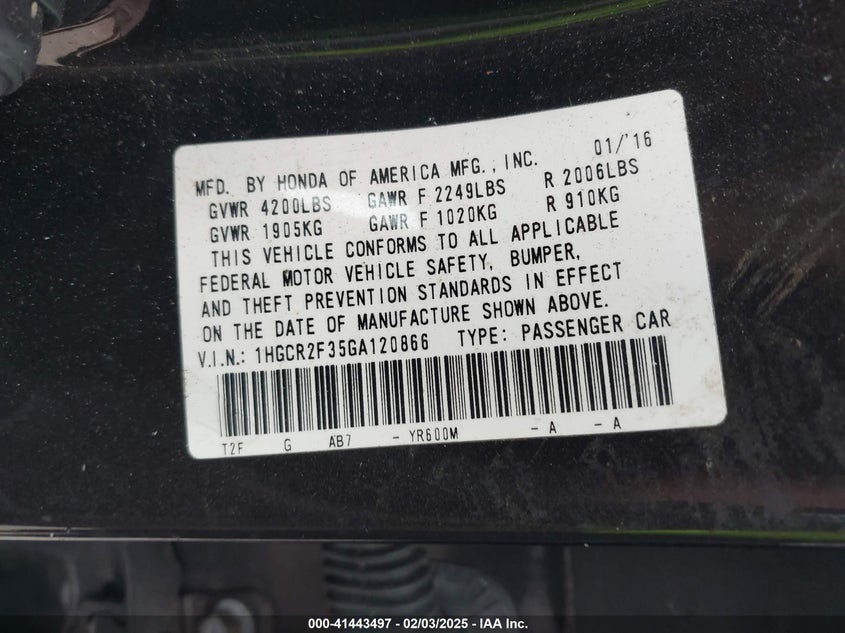 MFD. BY HONDA OF AMERICA MFG., INC. 01/'16
GVWR 4200LBS GAWR F 2249LBS R 2006LBS
GVWR 1905KG GAWR F 1020KG R 910KG
THIS VEHICLE CONFORMS TO ALL APPLICABLE
FEDERAL MOTOR VEHICLE SAFETY, BUMPER,
AND THEFT PREVENTION STANDARDS IN EFFECT
ON THE DATE OF MANUFACTURE SHOWN ABOVE.
V.I.N.: 1HGCR2F35GA120866 TYPE: PASSENGER CAR
T2F G AB7 - YR600M - A - A
000-41443497 - 02/03/2025 - IAA Inc.